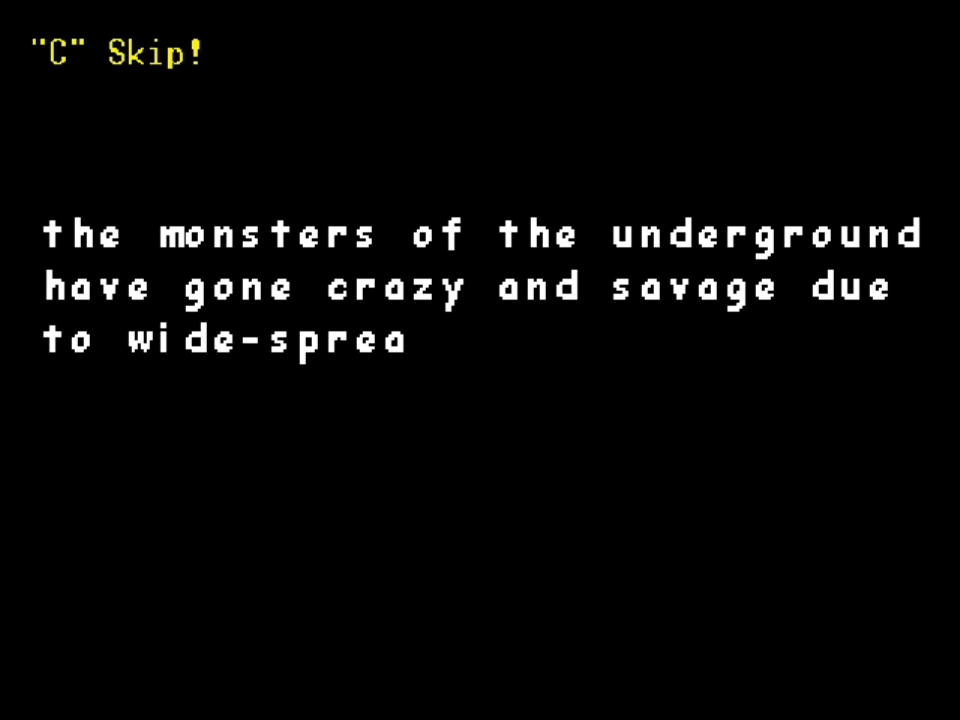 "C" Skip!
the monsters of the underground
have gone crazy and savage due
to wide-sprea